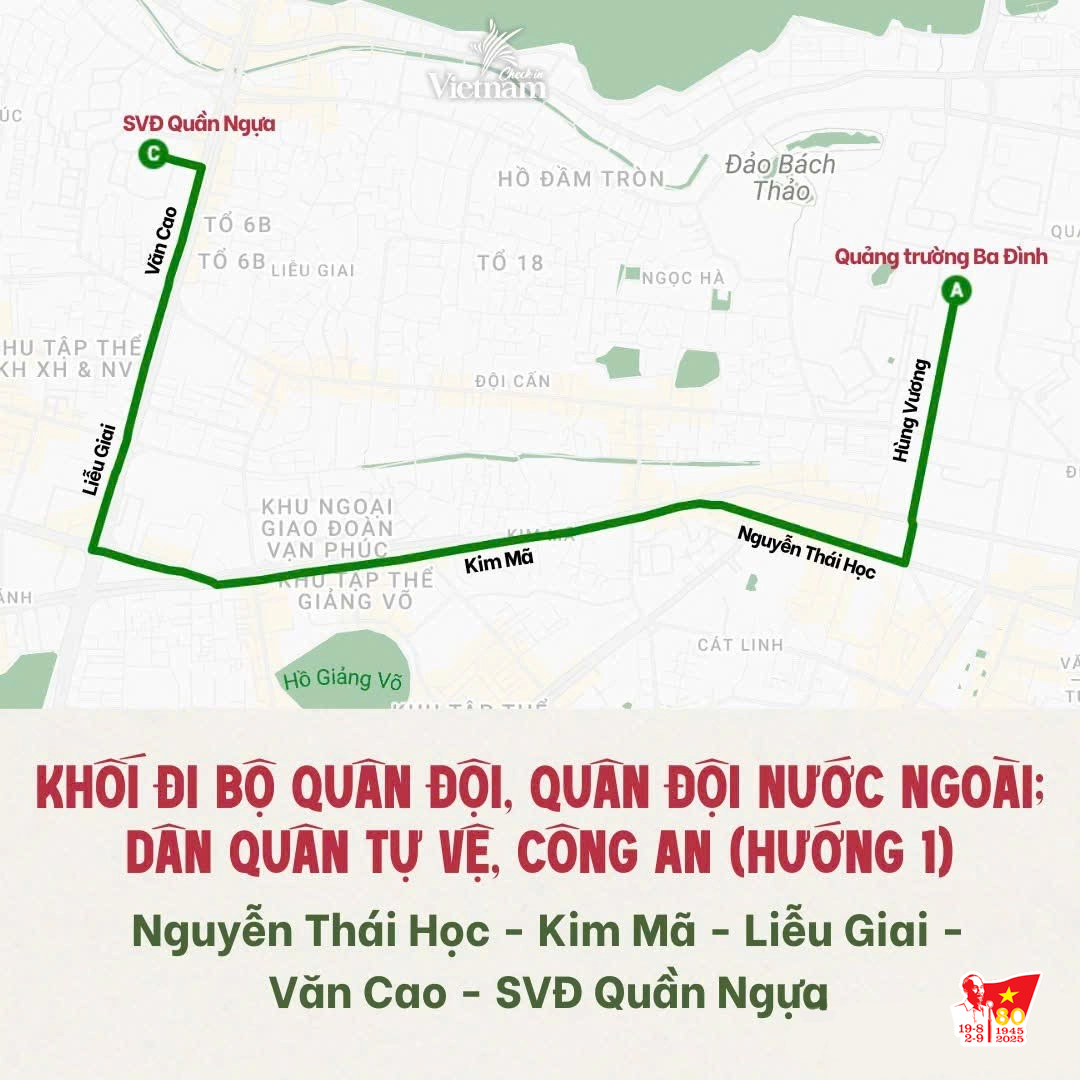 Check in
Vietnam
ÚC
SVĐ Quần Ngựa
C
HỒ ĐẦM TRÒN
Đảo Bách
Thảo
Văn Cao
TỔ 6B
TỔ 6B
LIỄU GIAI
TỔ 18
NGỌC HÀ
QUA
Quảng trường Ba Đình
A
HU TẬP THỂ
KH XH & NV
ĐỘI CẤN
Hùng Vương
Liễu Giai
KHU NGOẠI
GIAO ĐOÀN
VẠN PHÚC
KIM MÃ
Kim Mã
Nguyễn Thái Học
KHU TẬP THỂ
GIẢNG VÕ
ÁNH
CÁT LINH
Hồ Giảng Võ
KHU TẬP THỂ
KHỐI ĐI BỘ QUÂN ĐỘI, QUÂN ĐỘI NƯỚC NGOÀI;
DÂN QUÂN TỰ VỆ, CÔNG AN (HƯỚNG 1)
Nguyễn Thái Học - Kim Mã - Liễu Giai -
Văn Cao - SVĐ Quần Ngựa
80
19-8 1945
2-9 2025